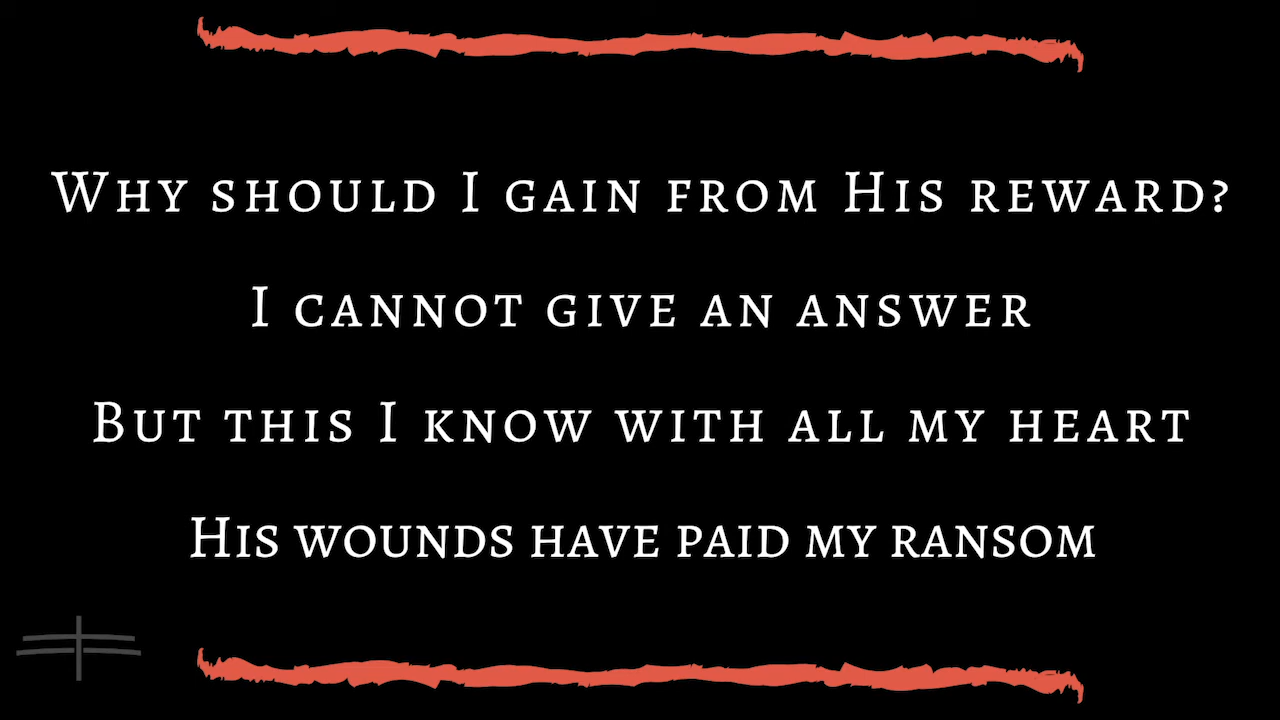 Why should I gain from His reward?
I cannot give an answer
But this I know with all my heart
His wounds have paid my ransom